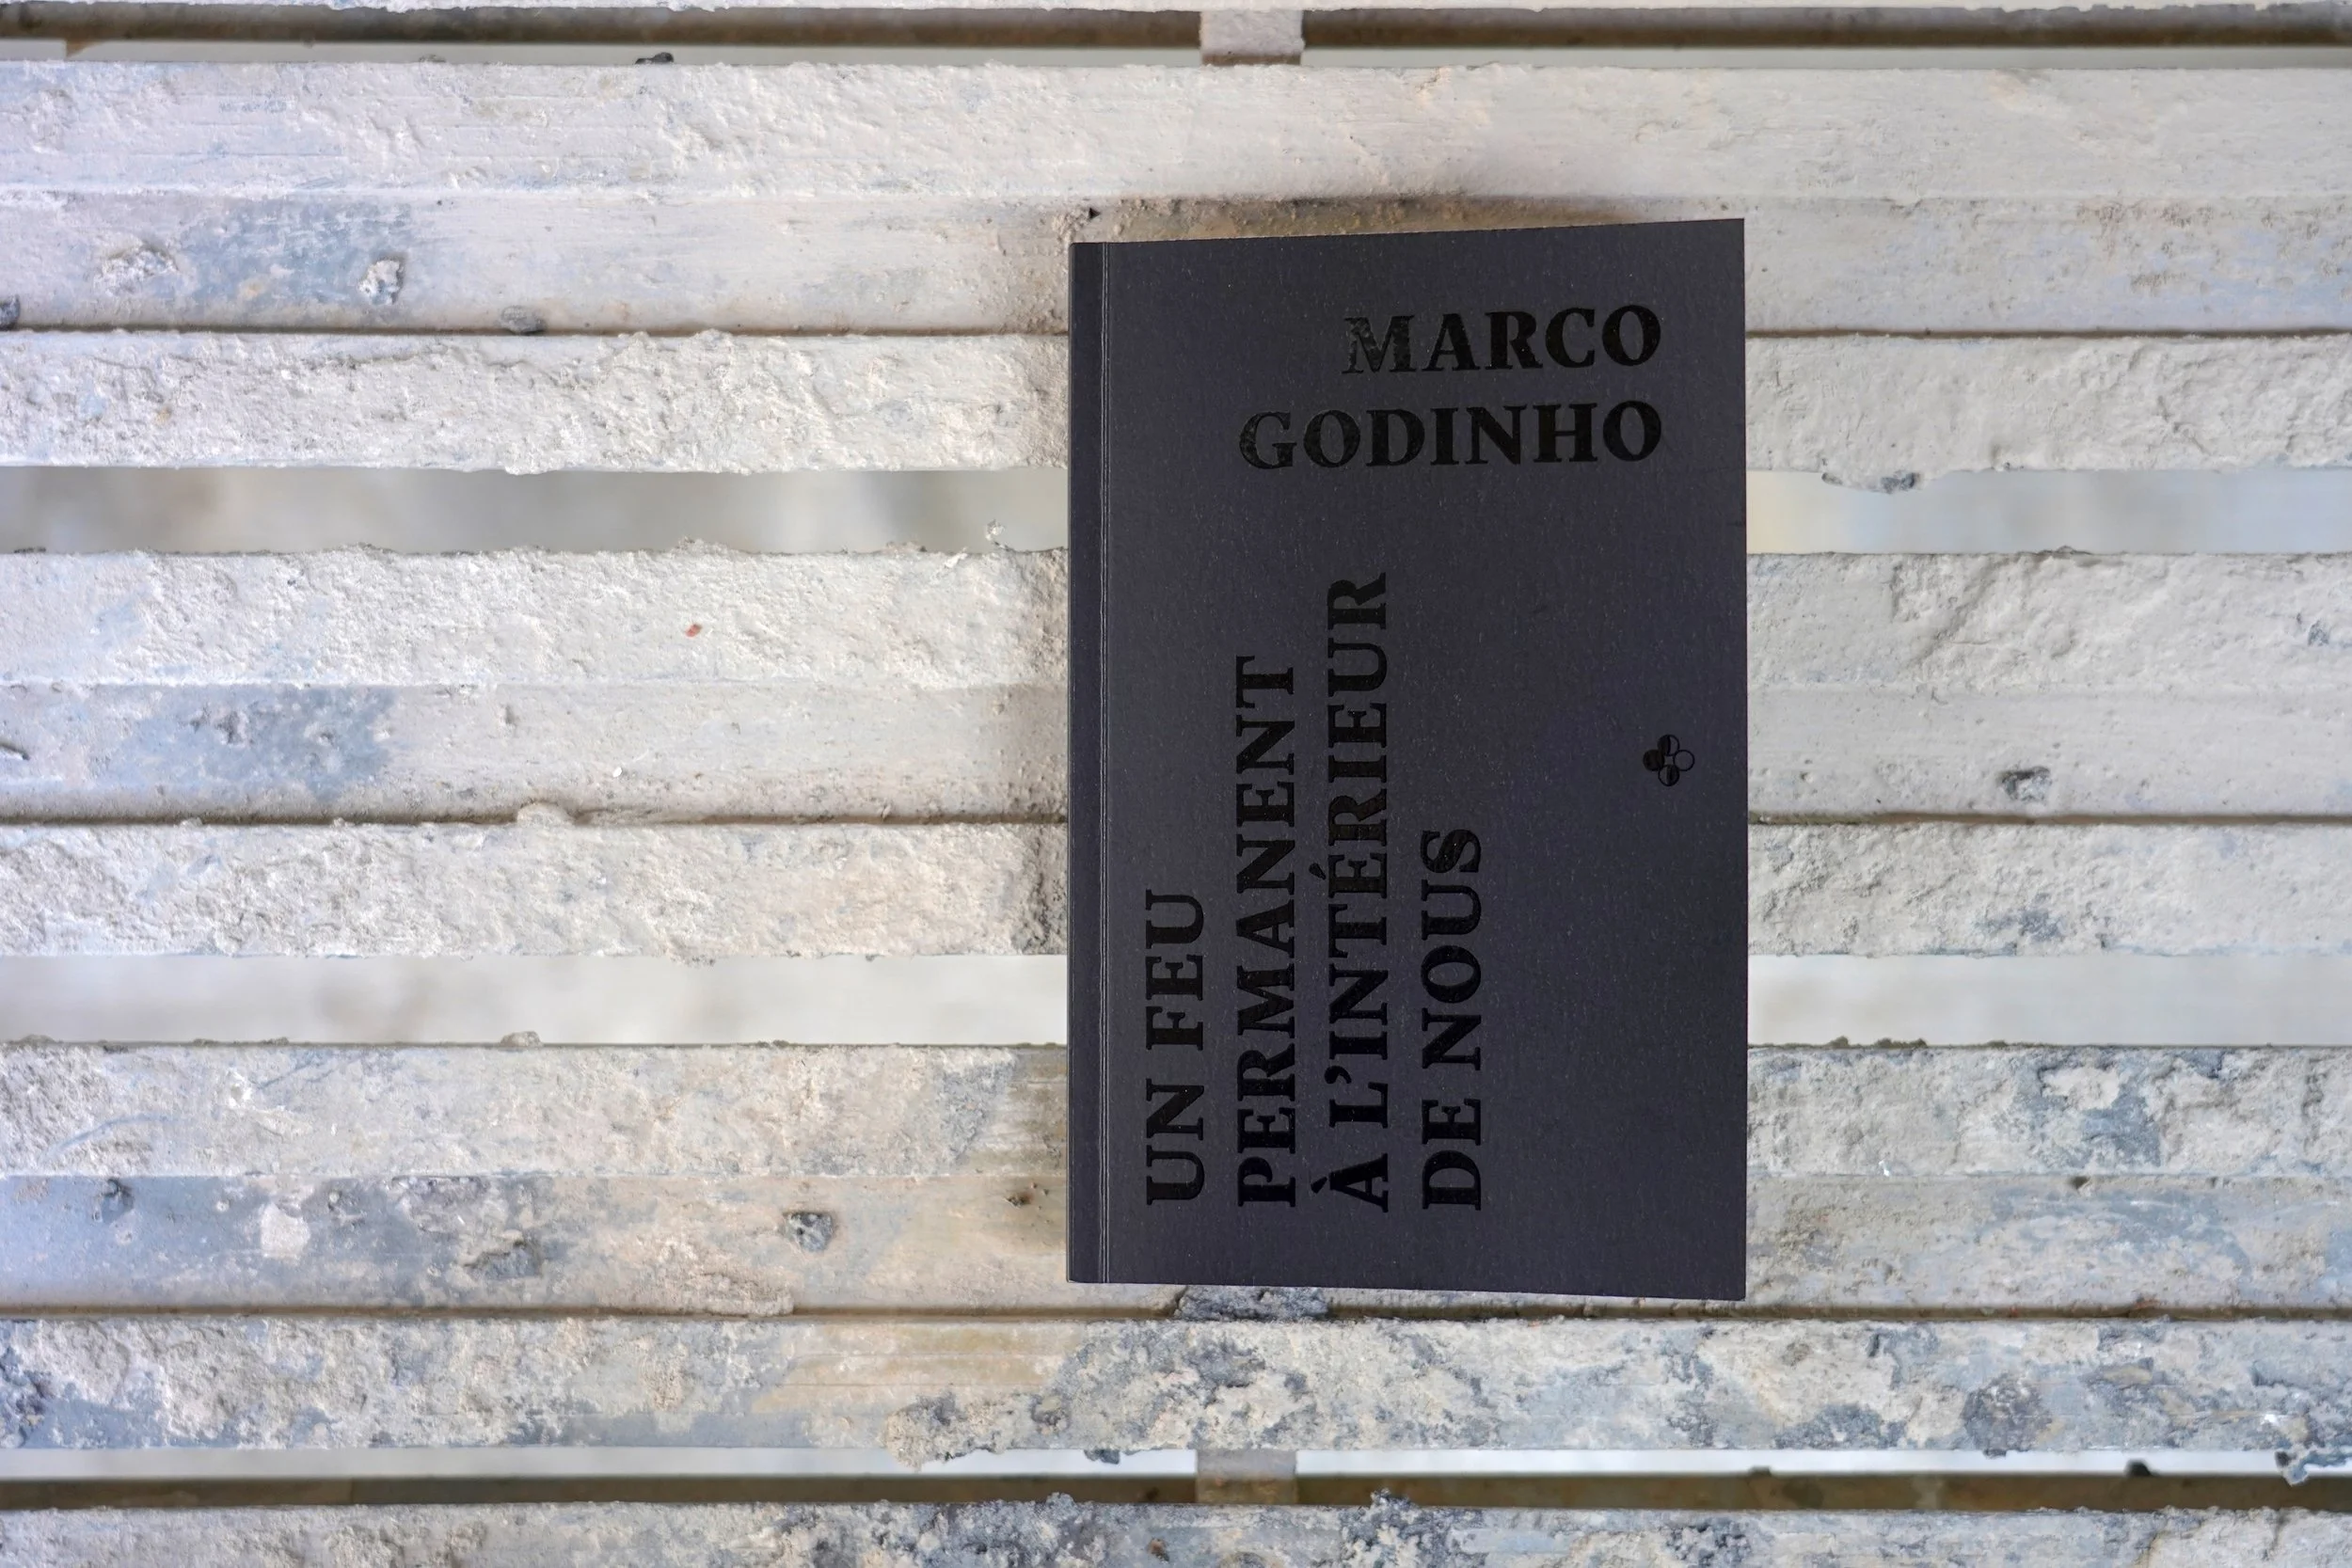 MARCO
GODINHO
UN FEU
PERMANENT
À L’INTÉRIEUR
DE NOUS